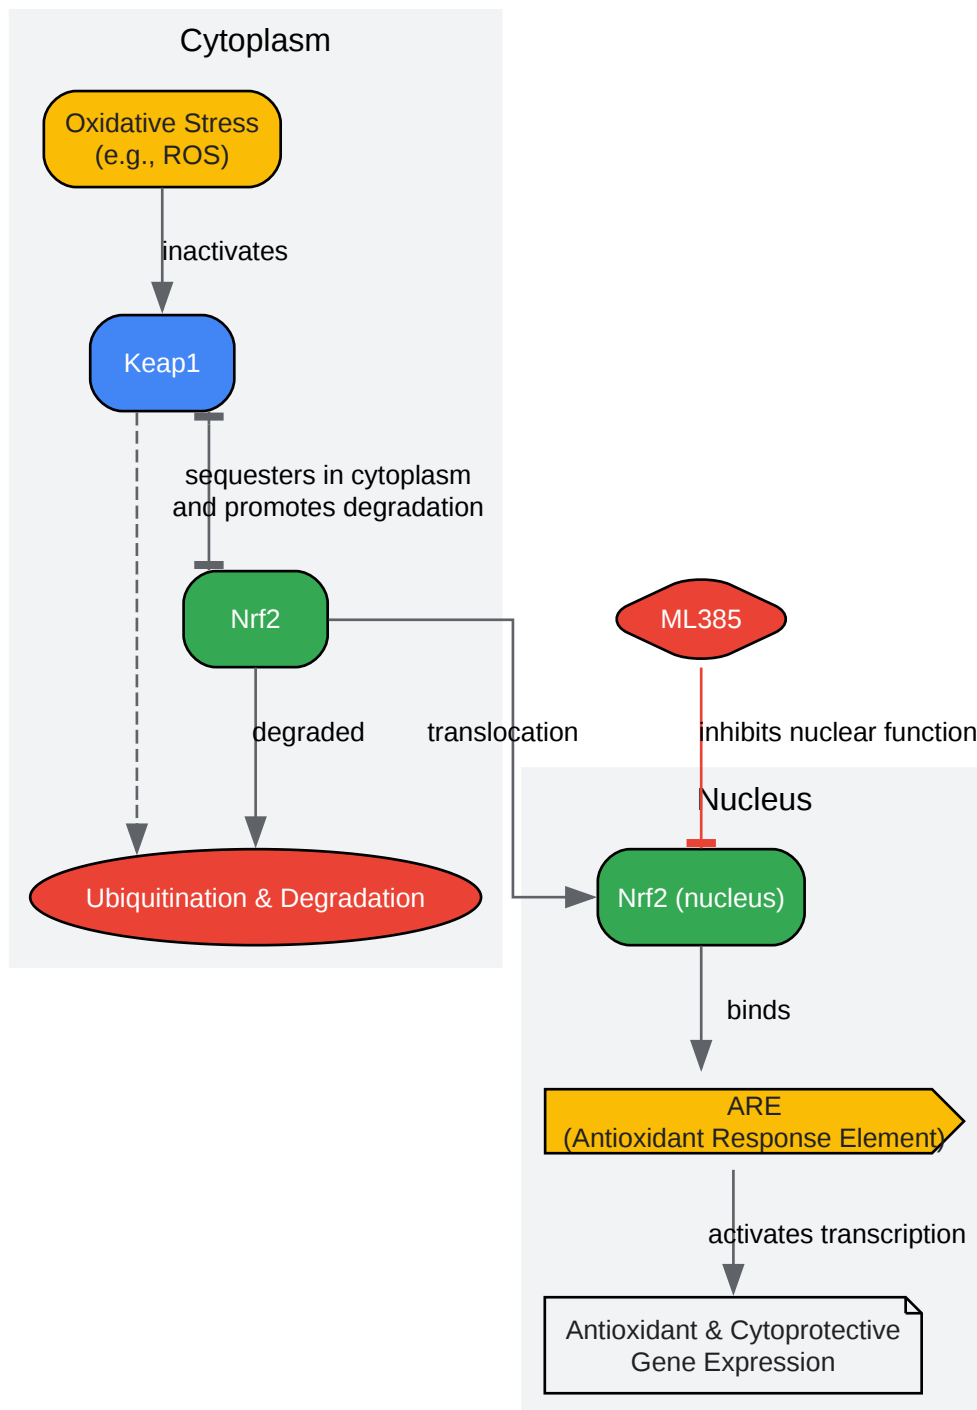 Cytoplasm
Oxidative Stress
(e.g., ROS)
inactivates
Keap1
sequesters in cytoplasm
and promotes degradation
Nrf2
ML385
degraded
translocation
inhibits nuclear function
Nucleus
Ubiquitination & Degradation
Nrf2 (nucleus)
binds
ARE
(Antioxidant Response Element)
activates transcription
Antioxidant & Cytoprotective
Gene Expression